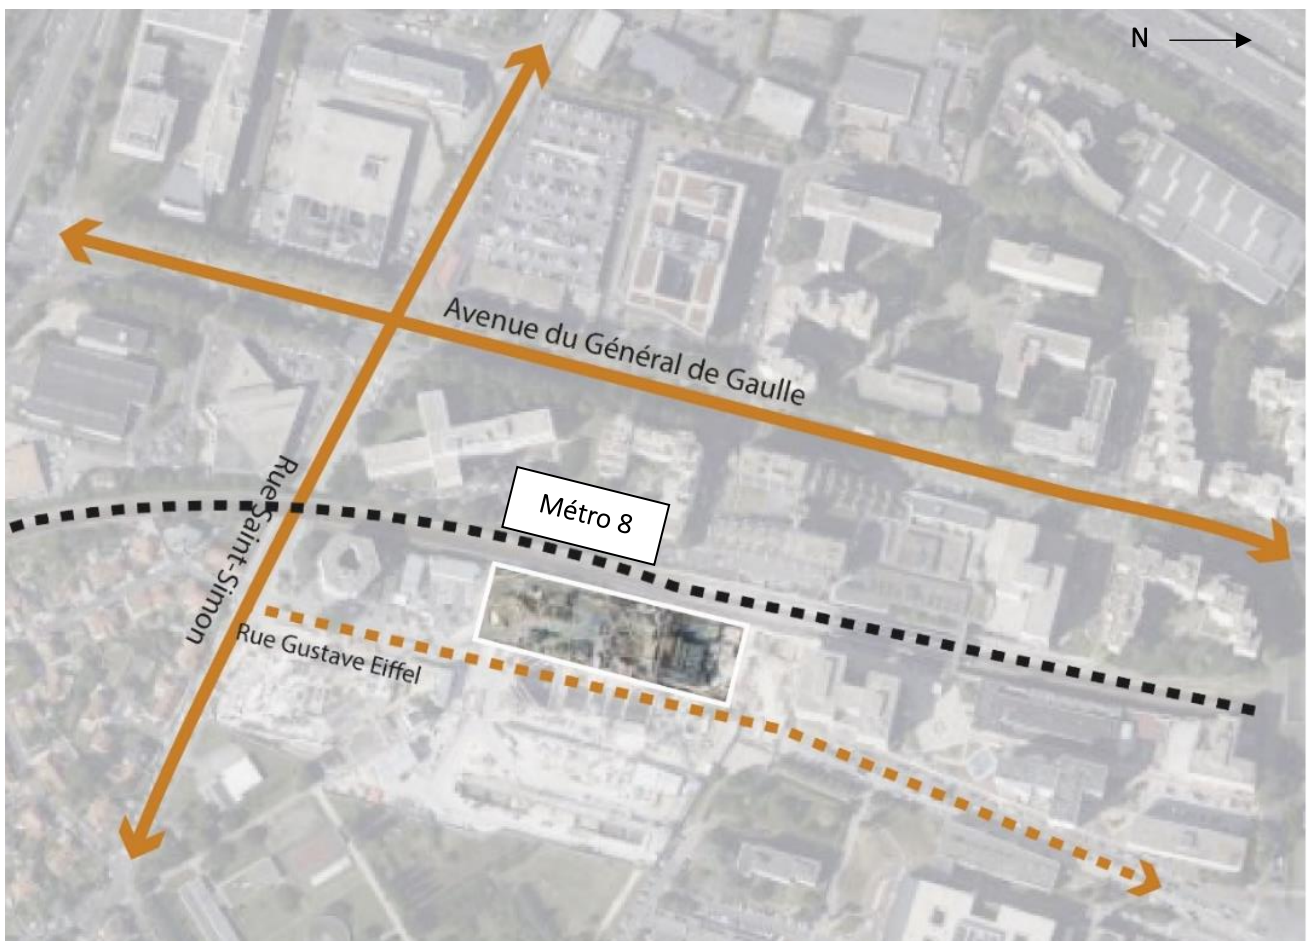 N
Avenue du Général de Gaulle
Métro 8
Rue Saint-Simon
Rue Gustave Eiffel